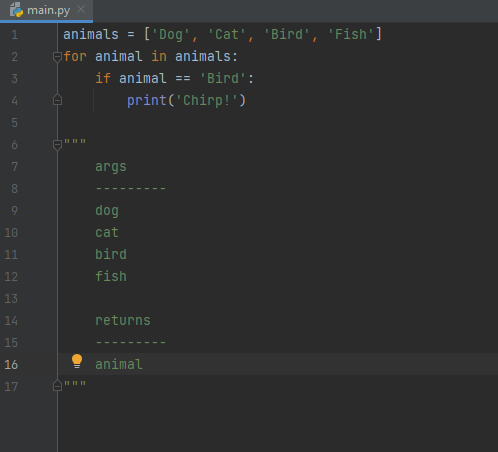 main.py
1 animals = ['Dog', 'Cat', 'Bird', 'Fish']
2 for animal in animals:
3     if animal == 'Bird':
4         print('Chirp!')
5
6 """
7     args
8     ---------
9     dog
10     cat
11     bird
12     fish
13
14     returns
15     ---------
16     animal
17 """